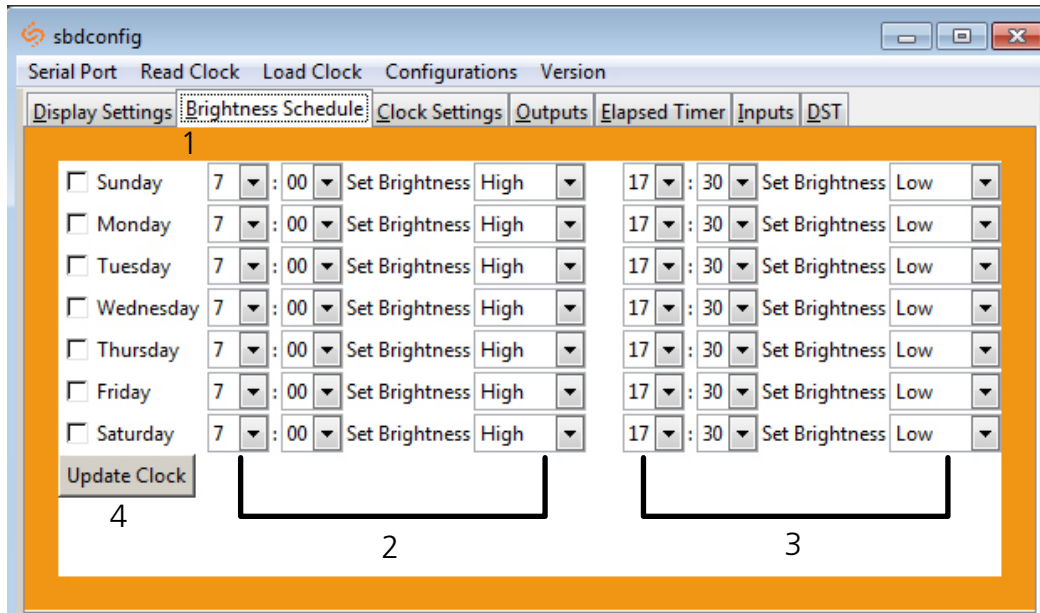 sbdconfig
Serial Port Read Clock Load Clock Configurations Version
Display Settings Brightness Schedule Clock Settings Outputs Elapsed Timer Inputs DST
1
Sunday 7 : 00 Set Brightness High 17 : 30 Set Brightness Low
Monday 7 : 00 Set Brightness High 17 : 30 Set Brightness Low
Tuesday 7 : 00 Set Brightness High 17 : 30 Set Brightness Low
Wednesday 7 : 00 Set Brightness High 17 : 30 Set Brightness Low
Thursday 7 : 00 Set Brightness High 17 : 30 Set Brightness Low
Friday 7 : 00 Set Brightness High 17 : 30 Set Brightness Low
Saturday 7 : 00 Set Brightness High 17 : 30 Set Brightness Low
Update Clock
4 2 3